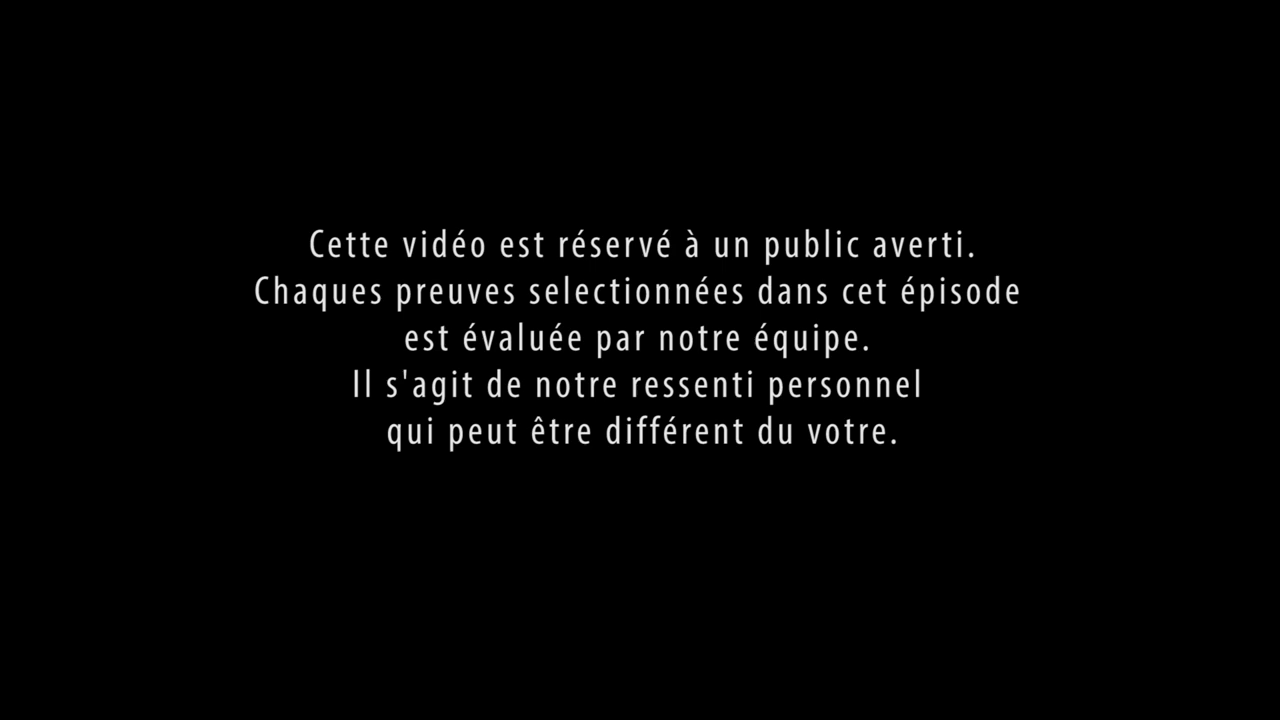 Cette vidéo est réservé à un public averti.
Chaques preuves selectionnées dans cet épisode
est évaluée par notre équipe.
Il s'agit de notre ressenti personnel
qui peut être différent du votre.